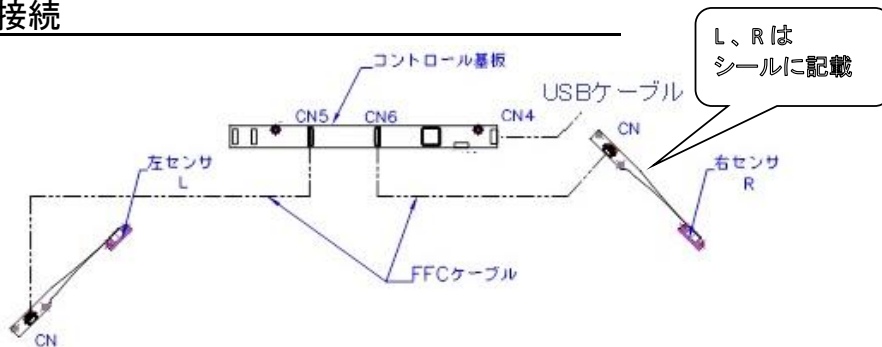 接続
L、Rは
シールに記載
コントロール基板
USBケーブル
CN5
CN6
CN4
CN
左センサ
L
右センサ
R
FFCケーブル
CN